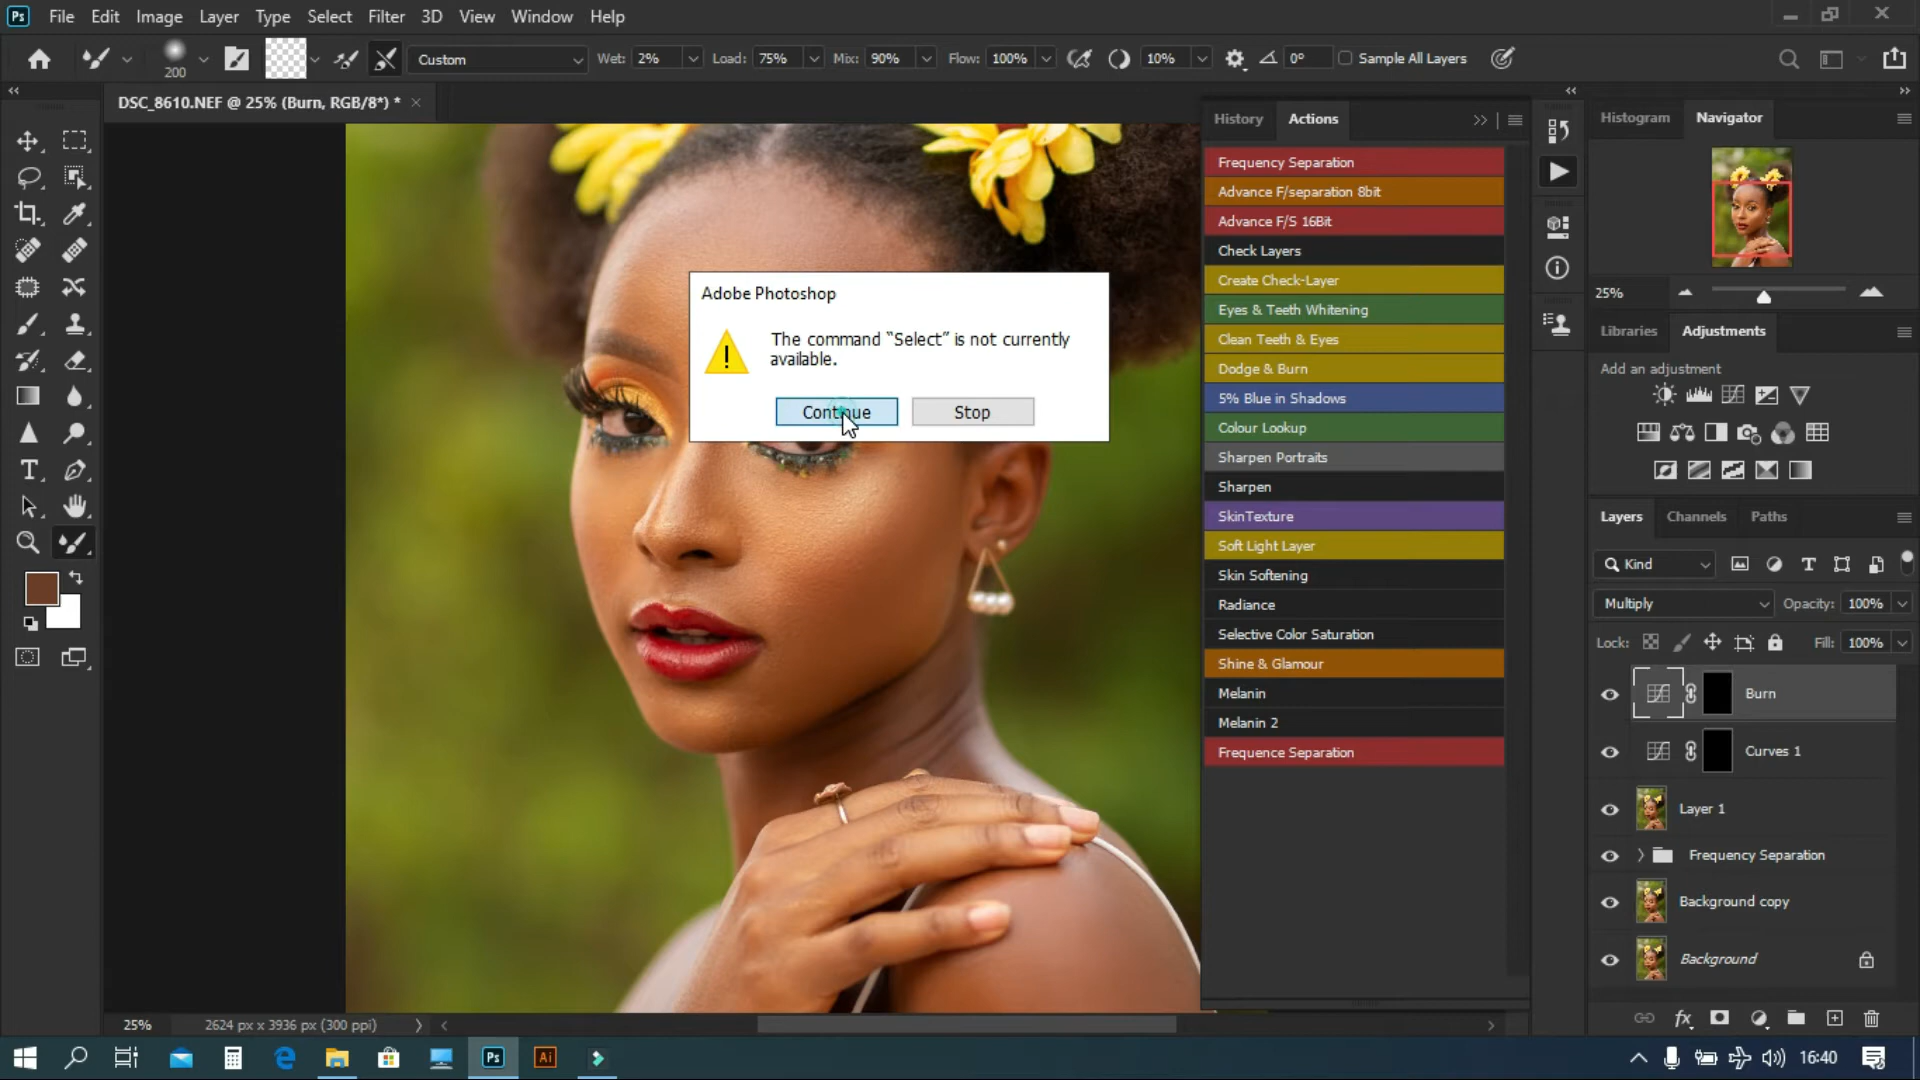 Ps File Edit Image Layer Type Select Filter 3D View Window Help
200 Custom Wet: 2% Load: 75% Mix: 90% Flow: 100% 10% 0° Sample All Layers
DSC_8610.NEF @ 25% (Burn, RGB/8*) *
History Actions
Frequency Separation
Advance F/separation 8bit
Advance F/S 16Bit
Check Layers
Create Check-Layer
Eyes & Teeth Whitening
Clean Teeth & Eyes
Dodge & Burn
5% Blue in Shadows
Colour Lookup
Sharpen Portraits
Sharpen
SkinTexture
Soft Light Layer
Skin Softening
Radiance
Selective Color Saturation
Shine & Glamour
Melanin
Melanin 2
Frequence Separation
Adobe Photoshop
The command “Select” is not currently
available.
Continue Stop
Histogram Navigator
25%
Libraries Adjustments
Add an adjustment
Layers Channels Paths
Kind
Multiply Opacity: 100%
Lock: Fill: 100%
Burn
Curves 1
Layer 1
Frequency Separation
Background copy
Background
fx
25% 2624 px x 3936 px (300 ppi)
Ps Ai 16:40